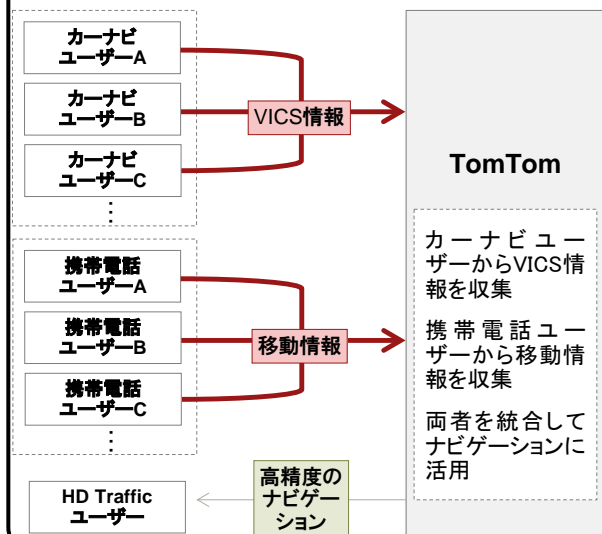 カーナビ
ユーザーA
カーナビ
ユーザーB
カーナビ
ユーザーC
⋮
VICS情報
携帯電話
ユーザーA
携帯電話
ユーザーB
携帯電話
ユーザーC
⋮
移動情報
TomTom
カーナビユー
ザーからVICS情
報を収集
携帯電話ユー
ザーから移動情
報を収集
両者を統合して
ナビゲーションに
活用
HD Traffic
ユーザー
高精度の
ナビゲー
ション